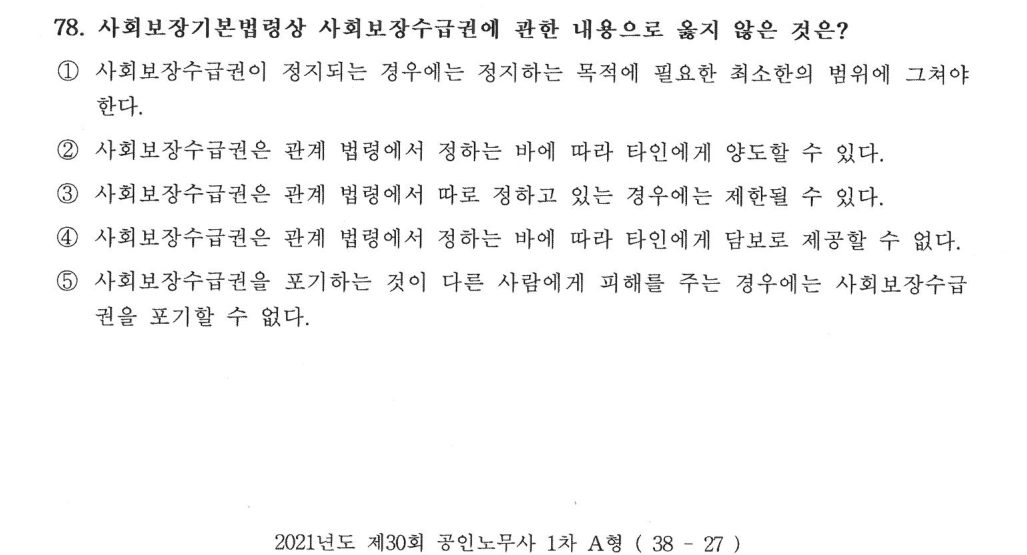 78. 사회보장기본법령상 사회보장수급권에 관한 내용으로 옳지 않은 것은?
① 사회보장수급권이 정지되는 경우에는 정지하는 목적에 필요한 최소한의 범위에 그쳐야
한다.
② 사회보장수급권은 관계 법령에서 정하는 바에 따라 타인에게 양도할 수 있다.
③ 사회보장수급권은 관계 법령에서 따로 정하고 있는 경우에는 제한될 수 있다.
④ 사회보장수급권은 관계 법령에서 정하는 바에 따라 타인에게 담보로 제공할 수 없다.
⑤ 사회보장수급권을 포기하는 것이 다른 사람에게 피해를 주는 경우에는 사회보장수급
권을 포기할 수 없다.
2021년도 제30회 공인노무사 1차 A형 ( 38 - 27 )